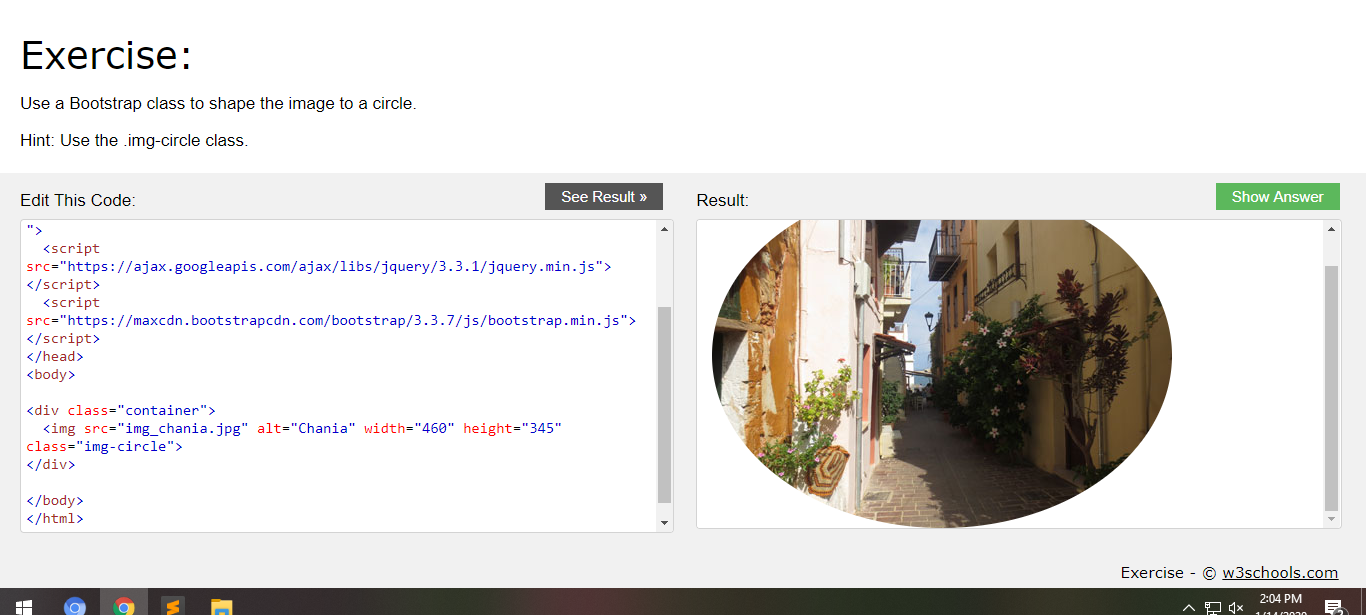 Exercise:
Use a Bootstrap class to shape the image to a circle.
Hint: Use the .img-circle class.
Edit This Code:
See Result »
">
<script
src="https://ajax.googleapis.com/ajax/libs/jquery/3.3.1/jquery.min.js">
</script>
<script
src="https://maxcdn.bootstrapcdn.com/bootstrap/3.3.7/js/bootstrap.min.js">
</script>
</head>
<body>
<div class="container">
<img src="img_chania.jpg" alt="Chania" width="460" height="345"
class="img-circle">
</div>
</body>
</html>
Result:
Show Answer
Exercise - © w3schools.com
2:04 PM